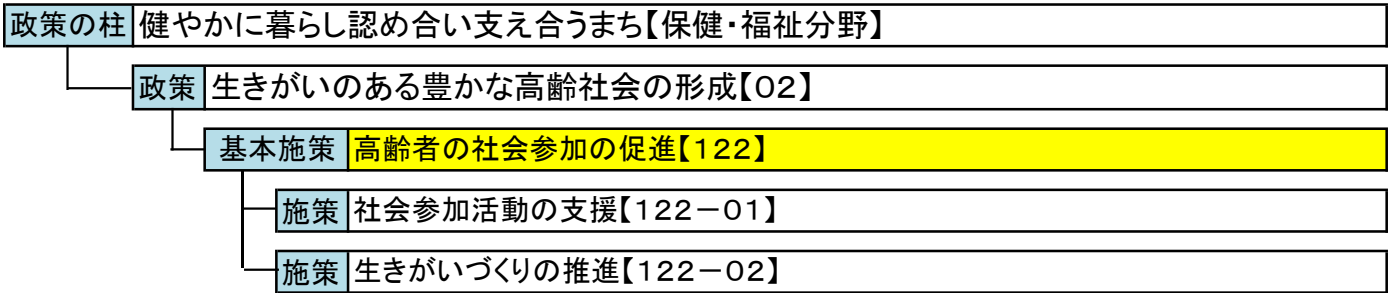 政策の柱 健やかに暮らし認め合い支え合うまち【保健・福祉分野】
政策 生きがいのある豊かな高齢社会の形成【02】
基本施策 高齢者の社会参加の促進【122】
施策 社会参加活動の支援【122－01】
施策 生きがいづくりの推進【122－02】